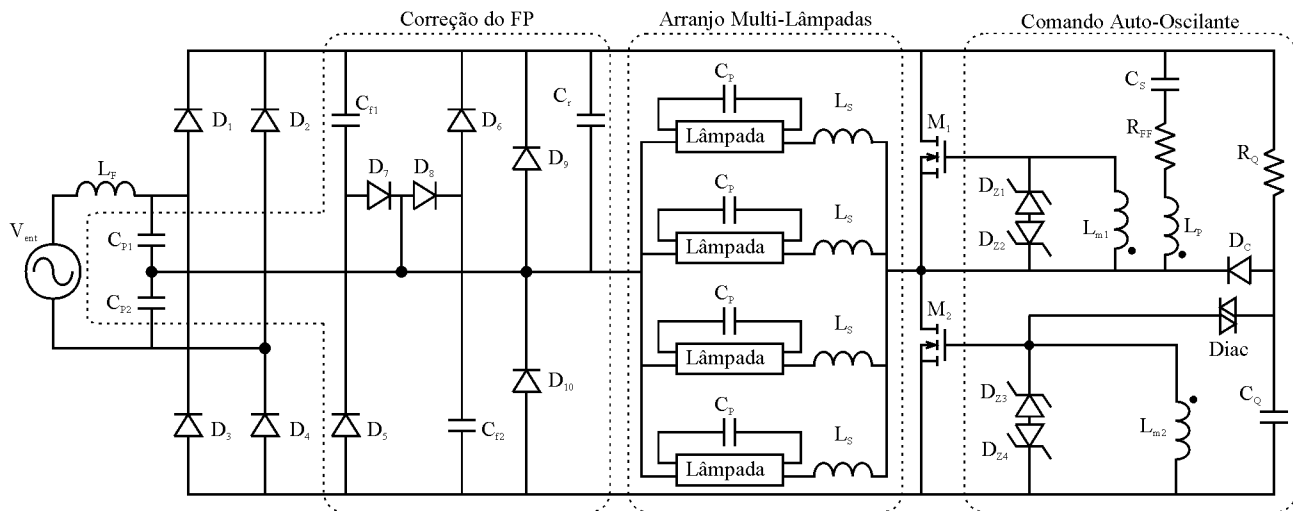 Correção do FP
Arranjo Multi-Lâmpadas
Comando Auto-Oscilante
D1
D2
Cf1
D6
Cr
D9
D7
D8
LF
CP1
Vent
CP2
D3
D4
D5
Cf2
D10
CP
Lâmpada
LS
CP
Lâmpada
LS
CP
Lâmpada
LS
CP
Lâmpada
LS
M1
CS
RFF
RQ
DZ1
DZ2
Lm1
LP
DC
M2
Diac
DZ3
DZ4
Lm2
CQ